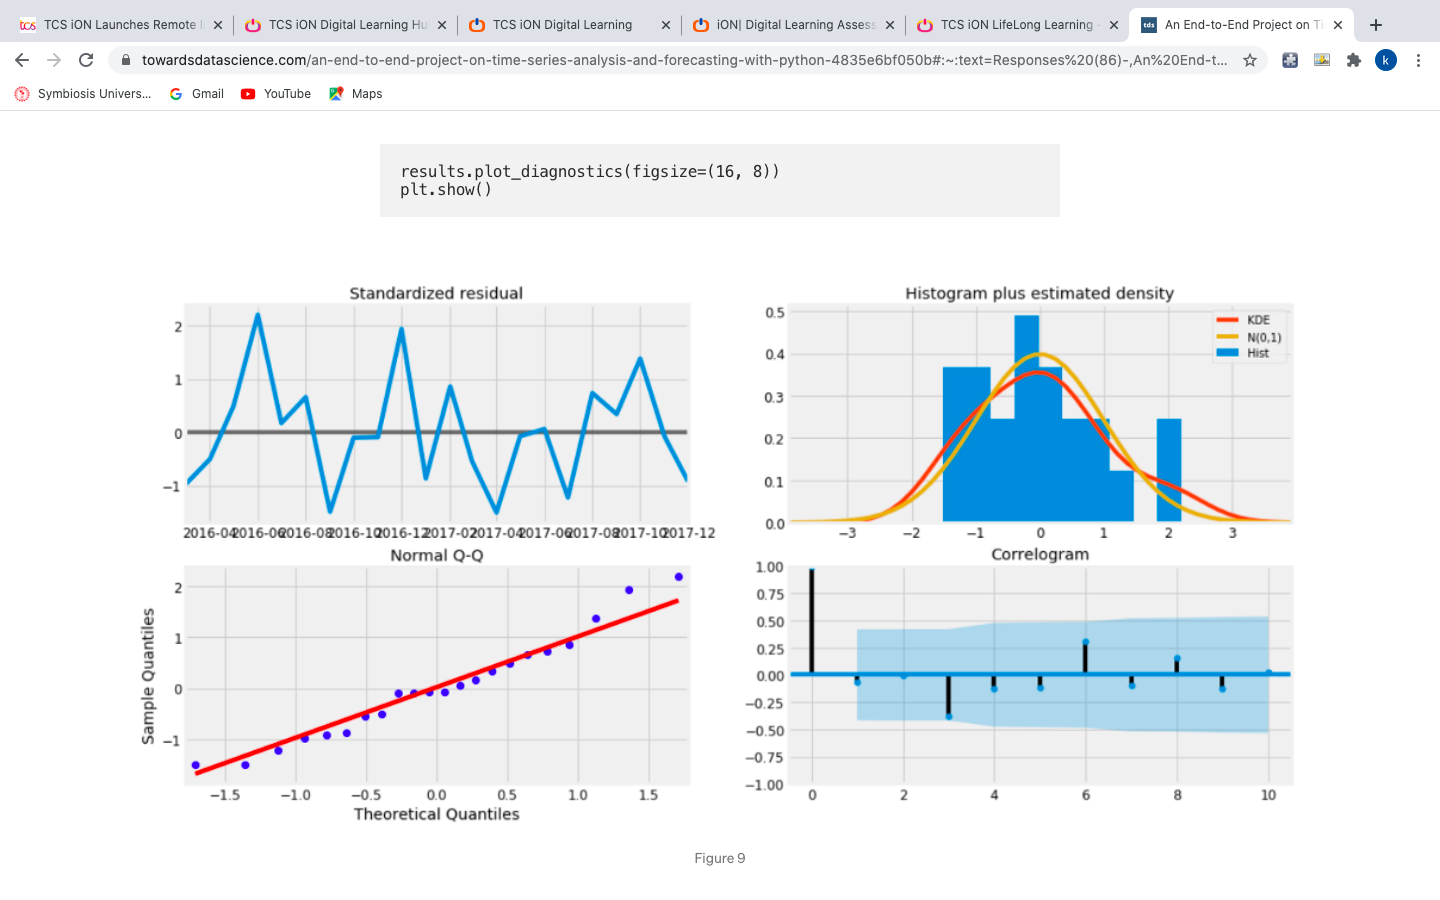 TCS iON Launches Remote I
TCS iON Digital Learning Hu
TCS iON Digital Learning
iON| Digital Learning Assess
TCS iON LifeLong Learning -
An End-to-End Project on Ti
towardsdatascience.com/an-end-to-end-project-on-time-series-analysis-and-forecasting-with-python-4835e6bf050b#:~:text=Responses%20(86)-,An%20End-t...
Symbiosis Univers...
Gmail
YouTube
Maps
results.plot_diagnostics(figsize=(16, 8))
plt.show()
Standardized residual
2
1
0
−1
2016-04 2016-06 2016-08 2016-10 2016-12 2017-02 2017-04 2017-06 2017-08 2017-10 2017-12
Histogram plus estimated density
0.5
0.4
0.3
0.2
0.1
0.0
KDE
N(0,1)
Hist
−3 −2 −1 0 1 2 3
Normal Q-Q
Sample Quantiles
2
1
0
−1
−1.5 −1.0 −0.5 0.0 0.5 1.0 1.5
Theoretical Quantiles
Correlogram
1.00
0.75
0.50
0.25
0.00
−0.25
−0.50
−0.75
−1.00
0 2 4 6 8 10
Figure 9